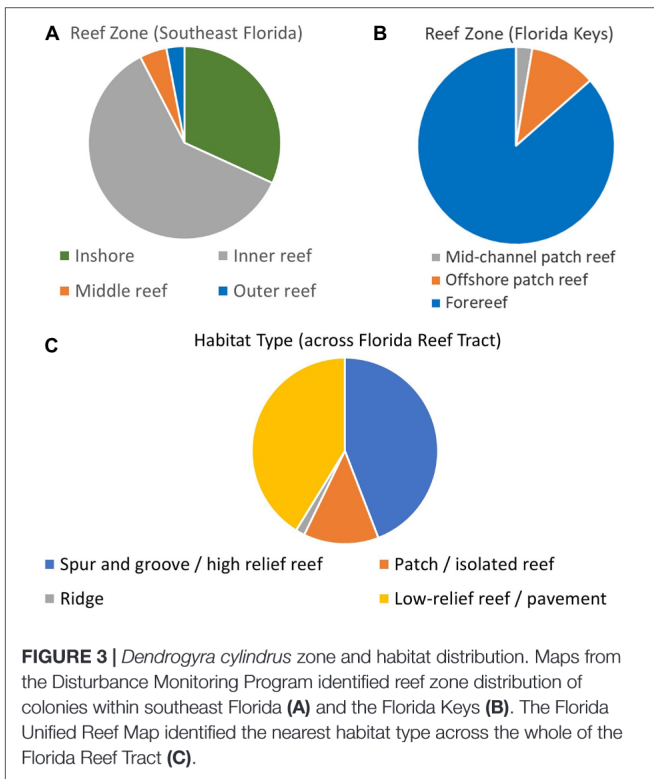 A Reef Zone (Southeast Florida)
Inshore Inner reef
Middle reef Outer reef
B Reef Zone (Florida Keys)
Mid-channel patch reef
Offshore patch reef
Forereef
C Habitat Type (across Florida Reef Tract)
Spur and groove / high relief reef Patch / isolated reef
Ridge Low-relief reef / pavement
FIGURE 3 | Dendrogyra cylindrus zone and habitat distribution. Maps from
the Disturbance Monitoring Program identified reef zone distribution of
colonies within southeast Florida (A) and the Florida Keys (B). The Florida
Unified Reef Map identified the nearest habitat type across the whole of the
Florida Reef Tract (C).